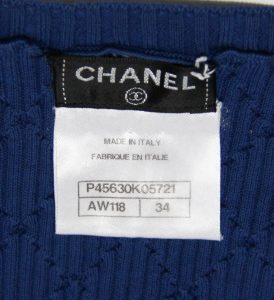 CHANEL
MADE IN ITALY
FABRIQUE EN ITALIE
P45630K05721
AW118 34